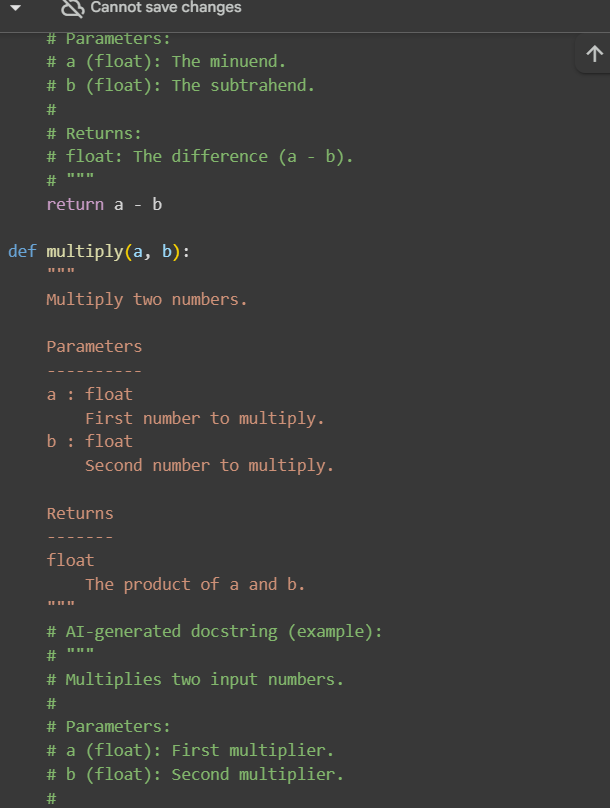 Cannot save changes
# Parameters:
# a (float): The minuend.
# b (float): The subtrahend.
#
# Returns:
# float: The difference (a - b).
# """
return a - b
def multiply(a, b):
"""
Multiply two numbers.
Parameters
----------
a : float
First number to multiply.
b : float
Second number to multiply.
Returns
-------
float
The product of a and b.
"""
# AI-generated docstring (example):
# """
# Multiplies two input numbers.
#
# Parameters:
# a (float): First multiplier.
# b (float): Second multiplier.
#